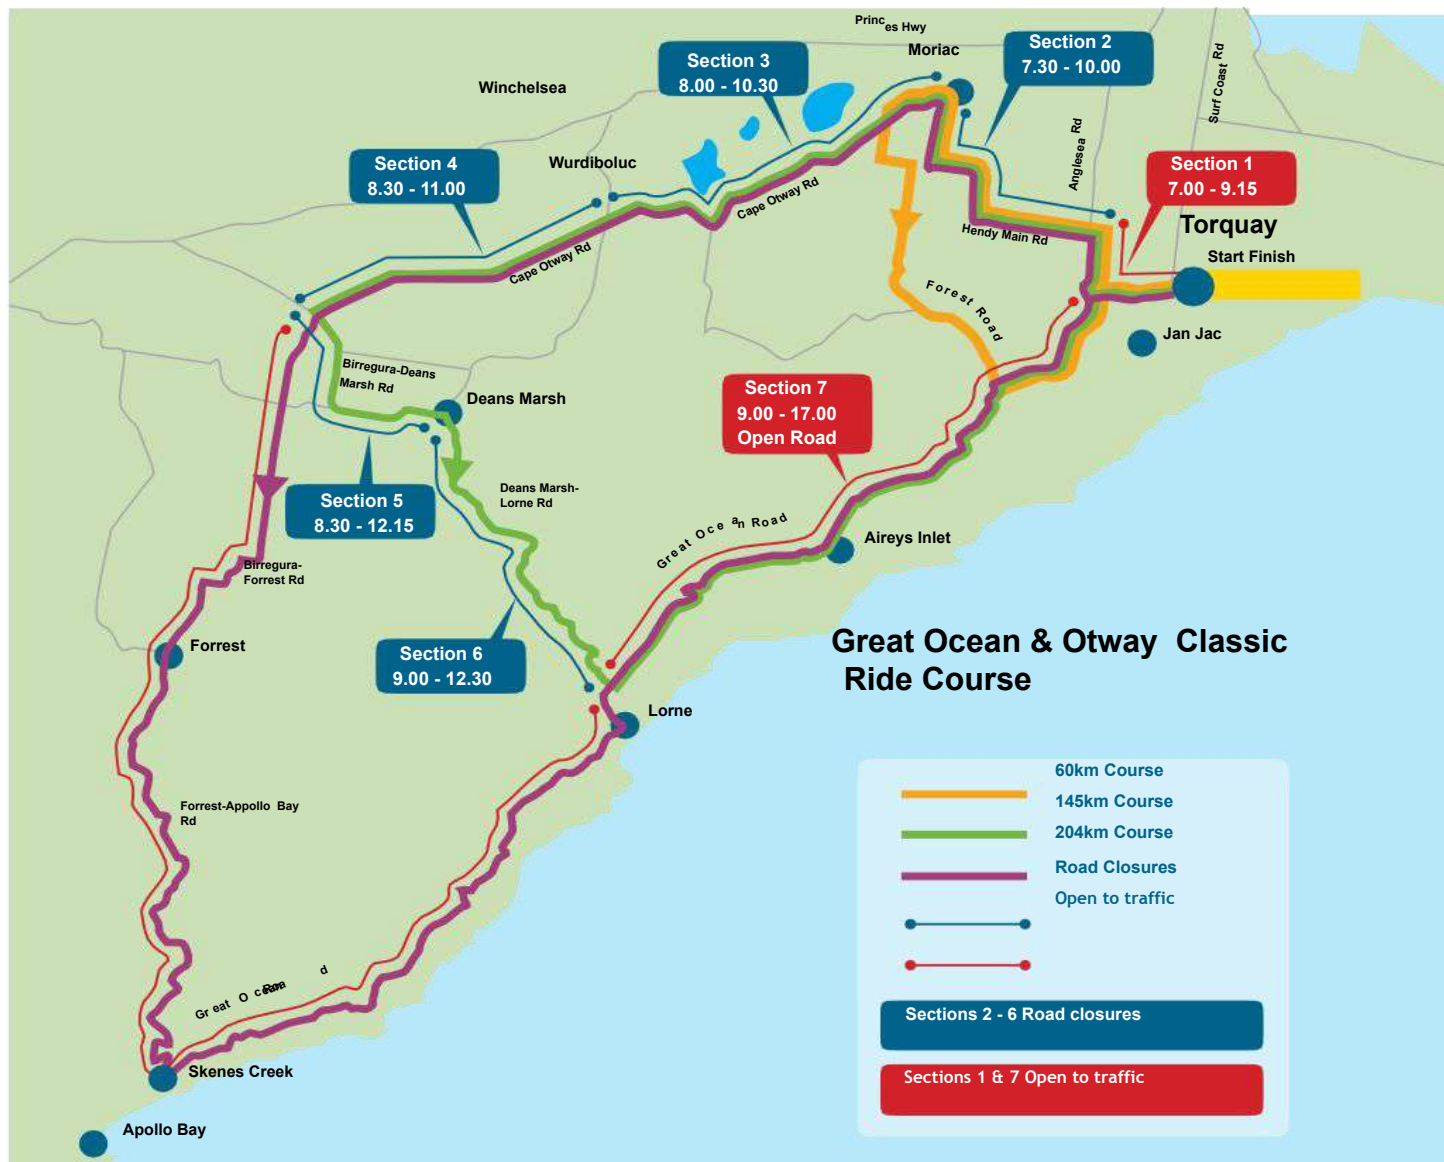 Princes Hwy
Moriac
Section 2
7.30 - 10.00
Section 3
8.00 - 10.30
Surf Coast Rd
Winchelsea
Anglesea Rd
Wurdiboluc
Section 4
8.30 - 11.00
Section 1
7.00 - 9.15
Cape Otway Rd
Torquay
Hendy Main Rd
Start Finish
Cape Otway Rd
Forest Road
Jan Jac
Birregura-Deans
Marsh Rd
Deans Marsh
Section 7
9.00 - 17.00
Open Road
Section 5
8.30 - 12.15
Deans Marsh-
Lorne Rd
Great Ocean Road
Aireys Inlet
Birregura-
Forrest Rd
Forrest
Section 6
9.00 - 12.30
Great Ocean & Otway Classic
Ride Course
Lorne
60km Course
145km Course
204km Course
Road Closures
Open to traffic
Forrest-Appollo Bay
Rd
Great Ocean Road
Sections 2 - 6 Road closures
Skenes Creek
Sections 1 & 7 Open to traffic
Apollo Bay